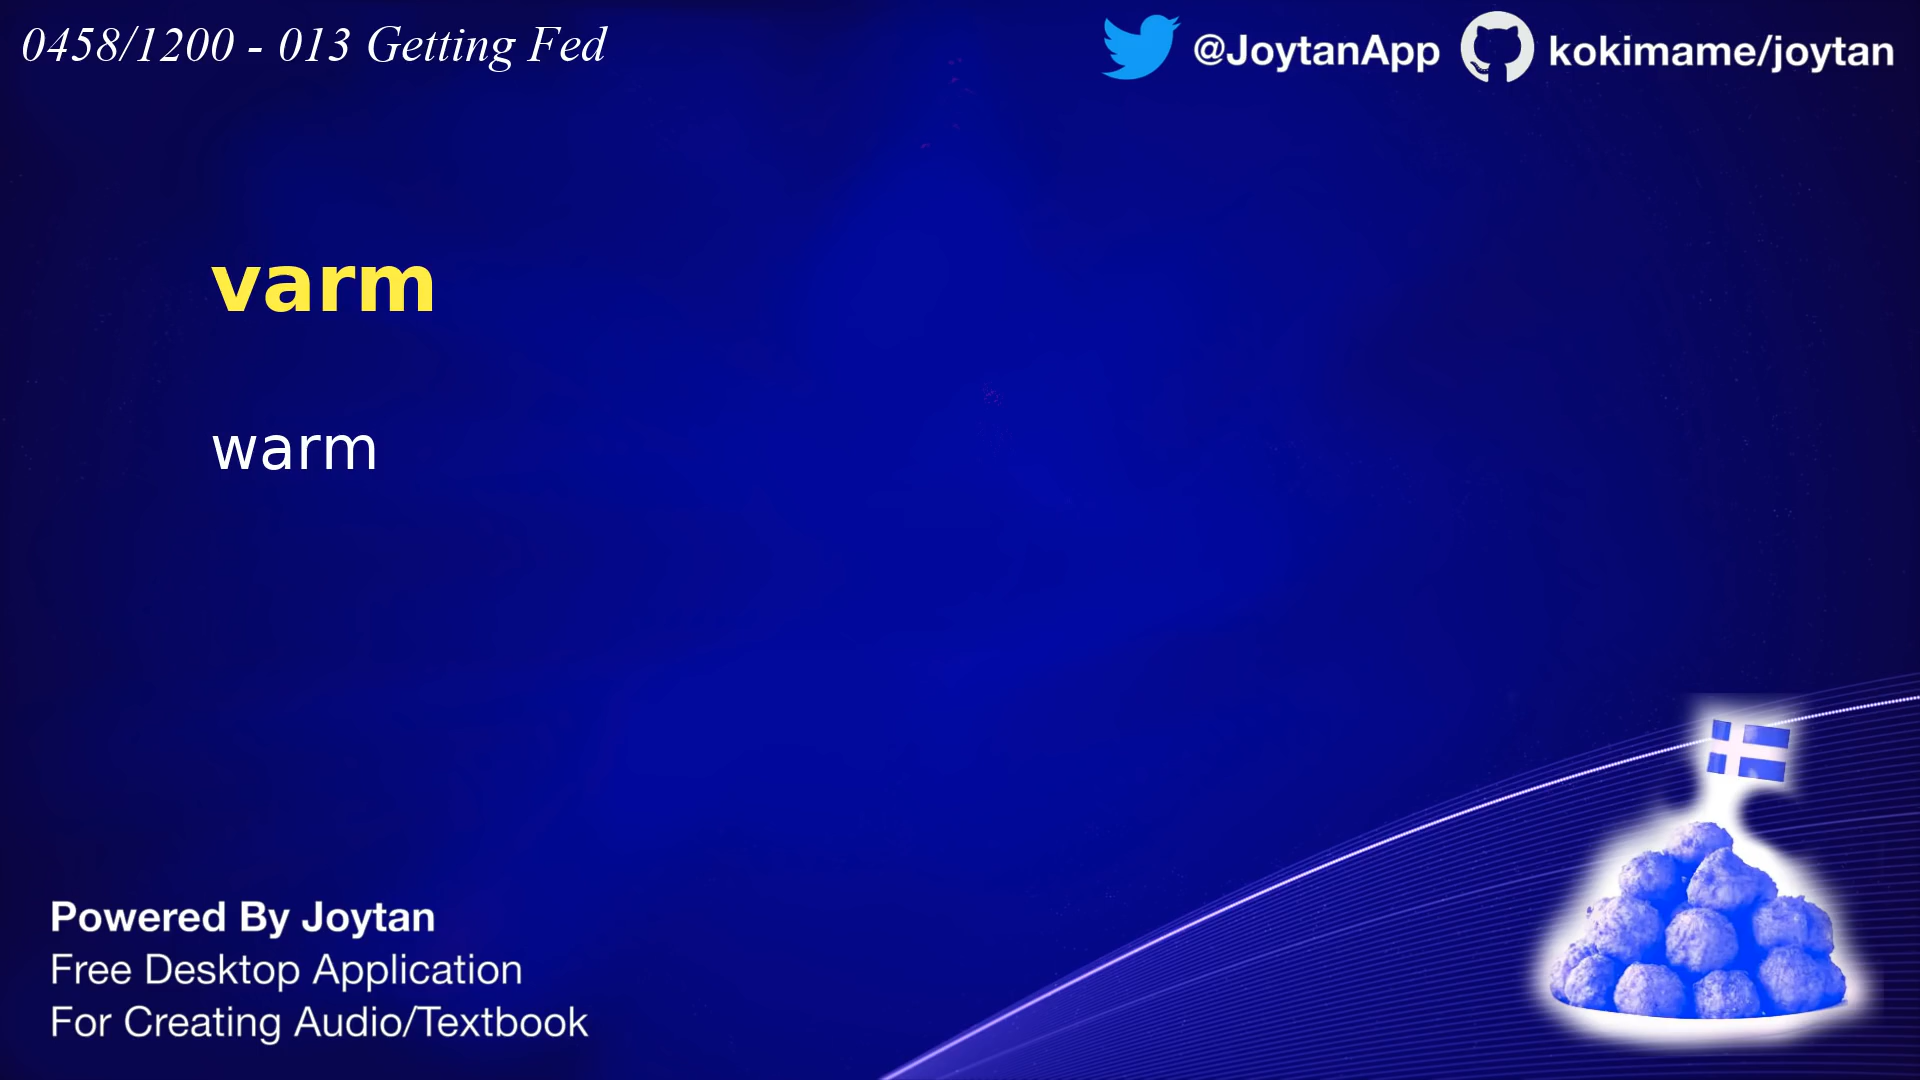 0458/1200 - 013 Getting Fed
@JoytanApp
kokimame/joytan
varm
warm
Powered By Joytan
Free Desktop Application
For Creating Audio/Textbook